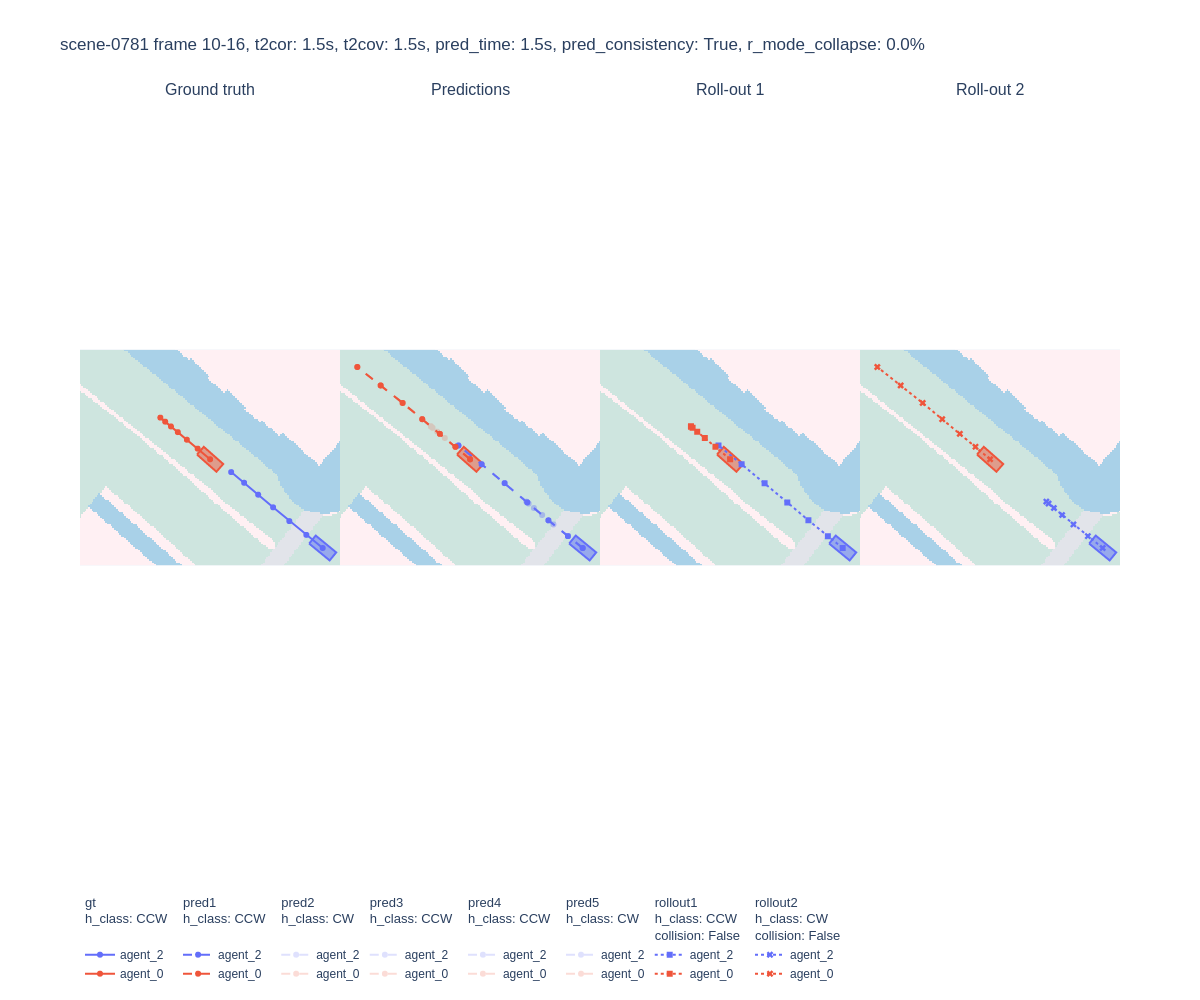 scene-0781 frame 10-16, t2cor: 1.5s, t2cov: 1.5s, pred_time: 1.5s, pred_consistency: True, r_mode_collapse: 0.0%
Ground truth
Predictions
Roll-out 1
Roll-out 2
gt
h_class: CCW
agent_2
agent_0
pred1
h_class: CCW
agent_2
agent_0
pred2
h_class: CW
agent_2
agent_0
pred3
h_class: CCW
agent_2
agent_0
pred4
h_class: CCW
agent_2
agent_0
pred5
h_class: CW
agent_2
agent_0
rollout1
h_class: CCW
collision: False
agent_2
agent_0
rollout2
h_class: CW
collision: False
agent_2
agent_0